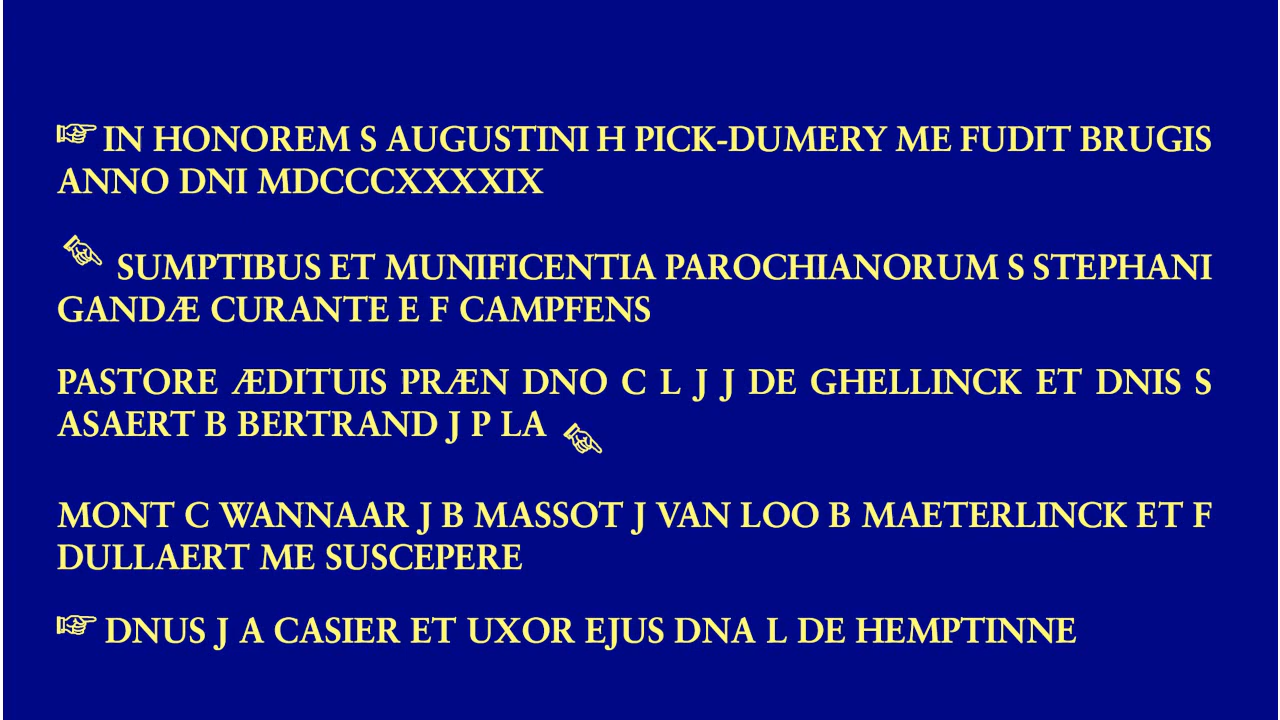 ☞ IN HONOREM S AUGUSTINI H PICK-DUMERY ME FUDIT BRUGIS
ANNO DNI MDCCCXXXXIX
☞ SUMPTIBUS ET MUNIFICENTIA PAROCHIANORUM S STEPHANI
GANDÆ CURANTE E F CAMPFENS
PASTORE ÆDITUIS PRÆN DNO C L J J DE GHELLINCK ET DNIS S
ASAERT B BERTRAND J P LA ☞
MONT C WANNAAR J B MASSOT J VAN LOO B MAETERLINCK ET F
DULLAERT ME SUSCEPERE
☞ DNUS J A CASIER ET UXOR EJUS DNA L DE HEMPTINNE